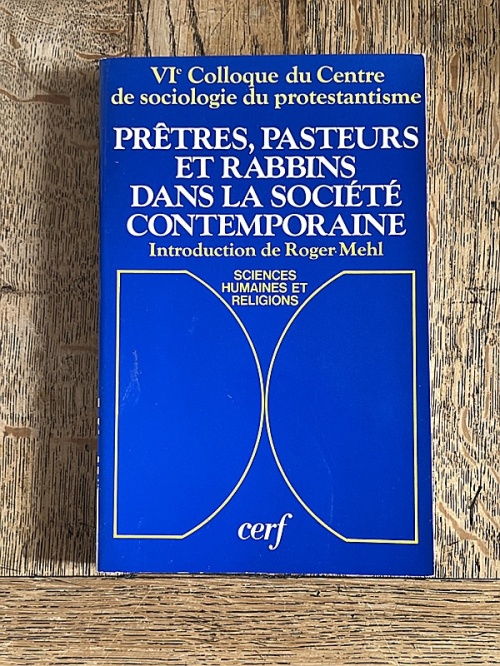 VIe Colloque du Centre
de sociologie du protestantisme
PRÊTRES, PASTEURS
ET RABBINS
DANS LA SOCIÉTÉ
CONTEMPORAINE
Introduction de Roger Mehl
SCIENCES
HUMAINES ET
RELIGIONS
cerf